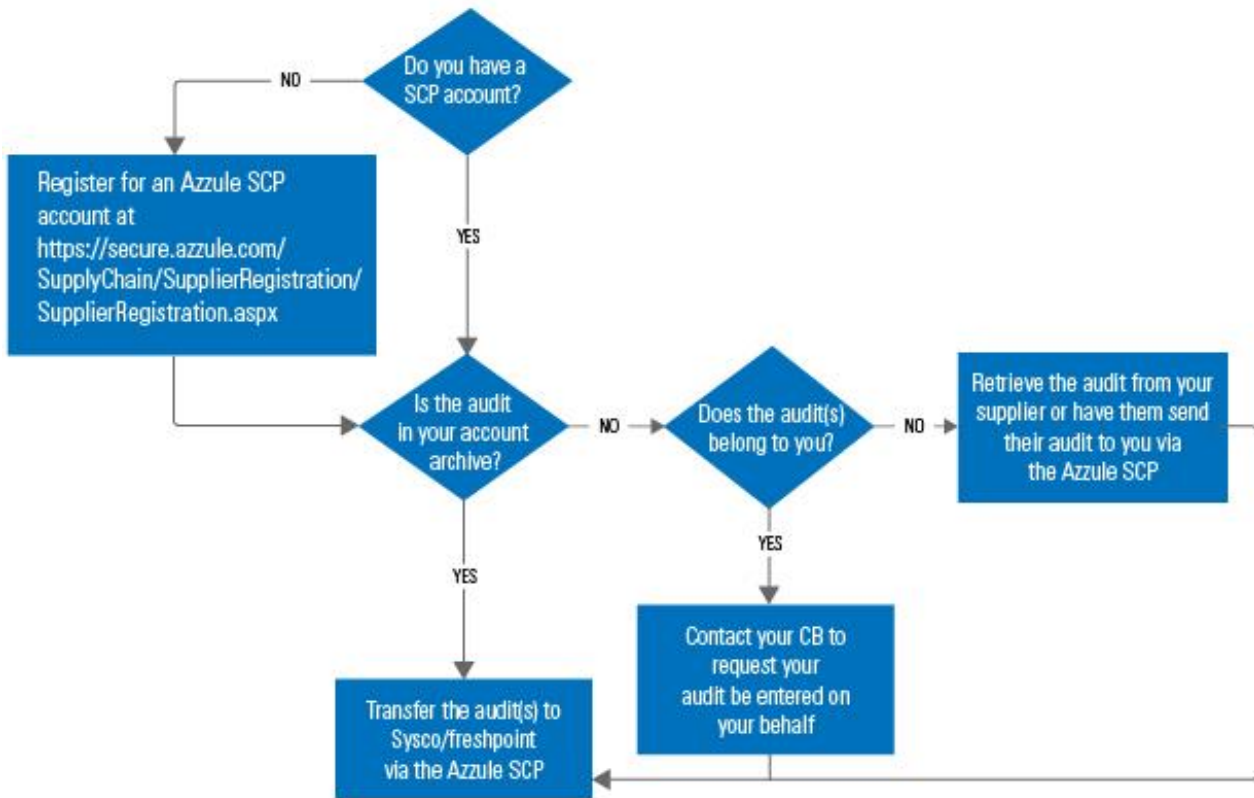 Do you have a
SCP account?
NO
Register for an Azzule SCP
account at
https://secure.azzule.com/
SupplyChain/SupplierRegistration/
SupplierRegistration.aspx
YES
Is the audit
in your account
archive?
NO
Does the audit(s)
belong to you?
NO
Retrieve the audit from your
supplier or have them send
their audit to you via
the Azzule SCP
YES
YES
Contact your CB to
request your
audit be entered on
your behalf
Transfer the audit(s) to
Sysco/freshpoint
via the Azzule SCP